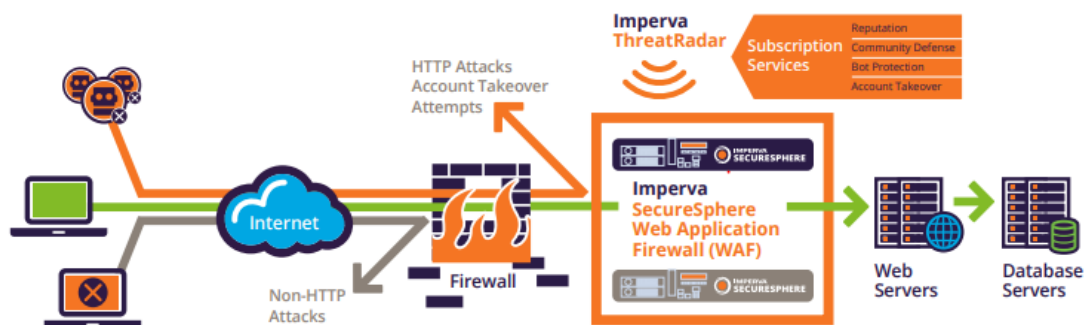 Imperva
ThreatRadar
Subscription
Services
Reputation
Community Defense
Bot Protection
Account Takeover
HTTP Attacks
Account Takeover
Attempts
IMPERVA
SECURESPHERE
Internet
Imperva
SecureSphere
Web Application
Firewall (WAF)
Firewall
Non-HTTP
Attacks
IMPERVA
SECURESPHERE
Web
Servers
Database
Servers